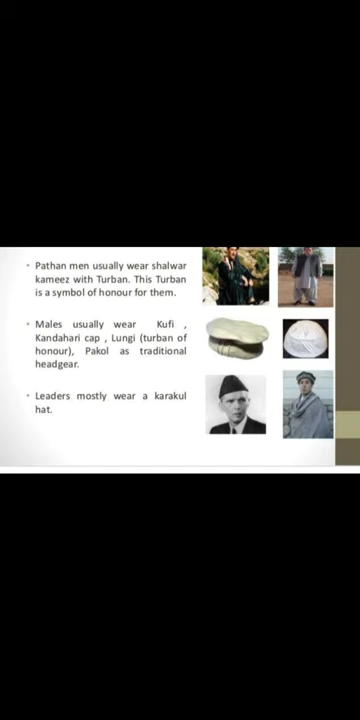 • Pathan men usually wear shalwar
kameez with Turban. This Turban
is a symbol of honour for them.
• Males usually wear Kufi ,
Kandahari cap , Lungi (turban of
honour), Pakol as traditional
headgear.
• Leaders mostly wear a karakul
hat.